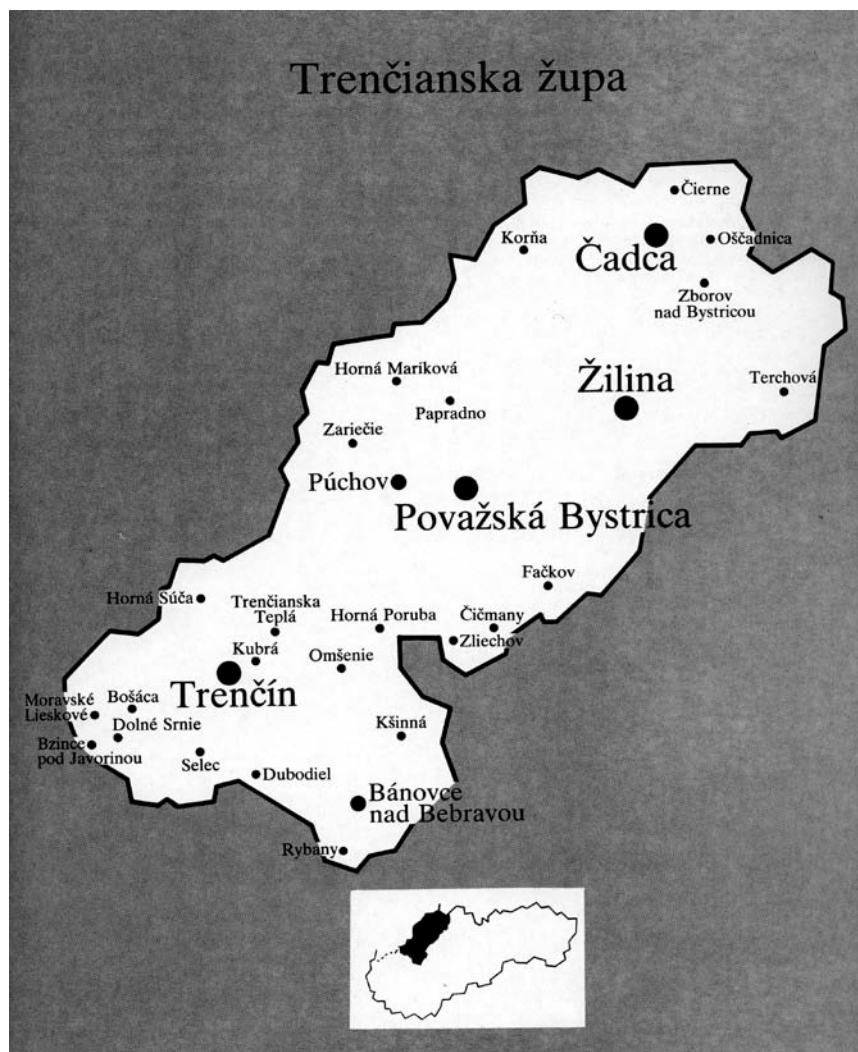 Trenčianska župa
Čierne
Korňa
Čadca
Oščadnica
Zborov
nad Bystricou
Horná Mariková
Žilina
Terchová
Papradno
Zariečie
Púchov
Považská Bystrica
Fačkov
Horná Súča
Trenčianska
Teplá
Horná Poruba
Čičmany
Zliechov
Kubrá
Omšenie
Trenčín
Moravské
Lieskové
Bošáca
Dolné Srnie
Kšinná
Bzince
pod Javorinou
Selec
Dubodiel
Bánovce
nad Bebravou
Rybany